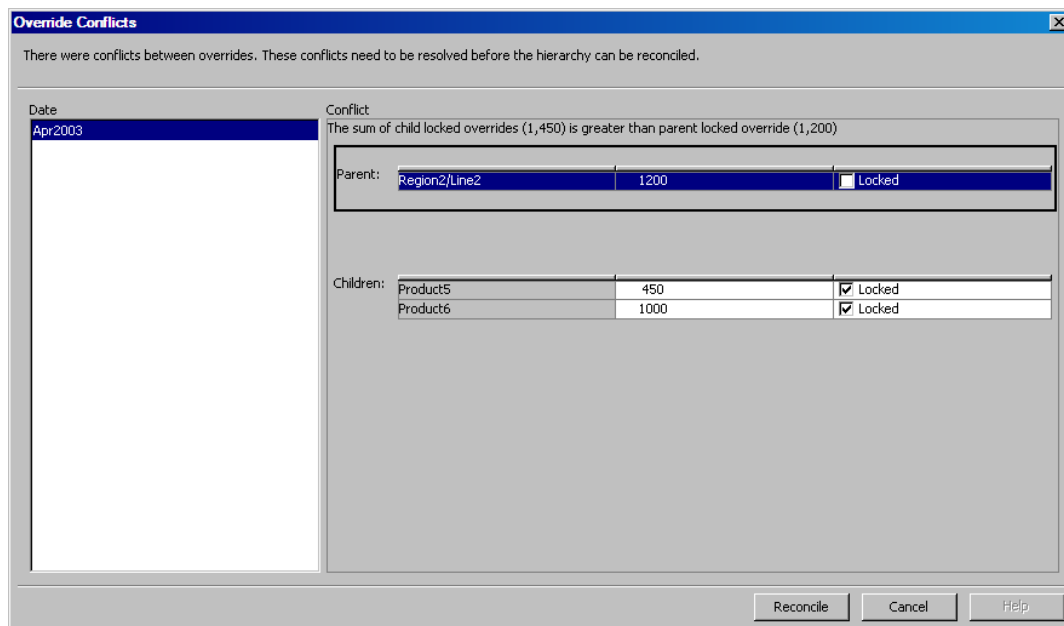 Override Conflicts
There were conflicts between overrides. These conflicts need to be resolved before the hierarchy can be reconciled.
Date
Apr2003
Conflict
The sum of child locked overrides (1,450) is greater than parent locked override (1,200)
Parent: Region2/Line2 1200 Locked
Children: Product5 450 Locked
Product6 1000 Locked
Reconcile Cancel Help